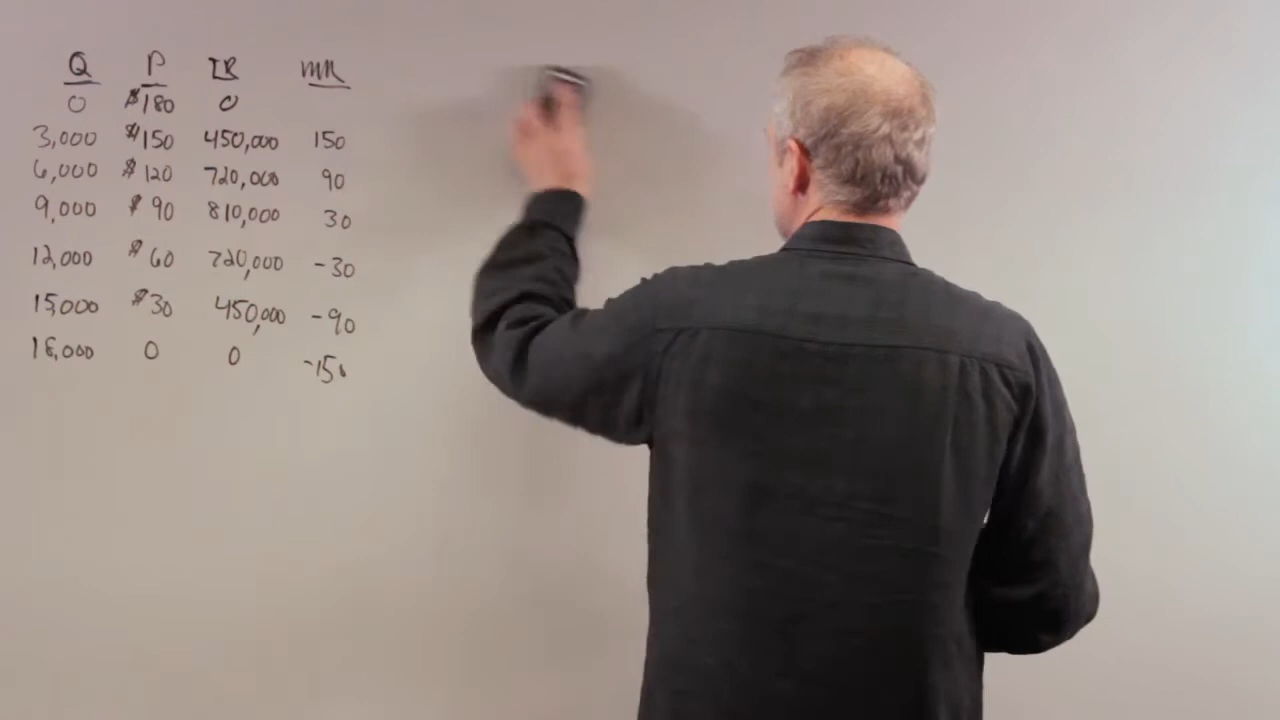 Q P TR MR
0 $180 0
3,000 $150 450,000 150
6,000 $120 720,000 90
9,000 $90 810,000 30
12,000 $60 720,000 -30
15,000 $30 450,000 -90
18,000 0 0 -150